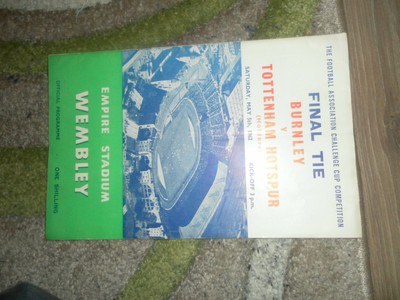 THE FOOTBALL ASSOCIATION CHALLENGE CUP COMPETITION
FINAL TIE
BURNLEY
V
TOTTENHAM HOTSPUR
SATURDAY, MAY 5th, 1962 KICK-OFF 3 p.m.
EMPIRE STADIUM
WEMBLEY
OFFICIAL PROGRAMME ONE SHILLING